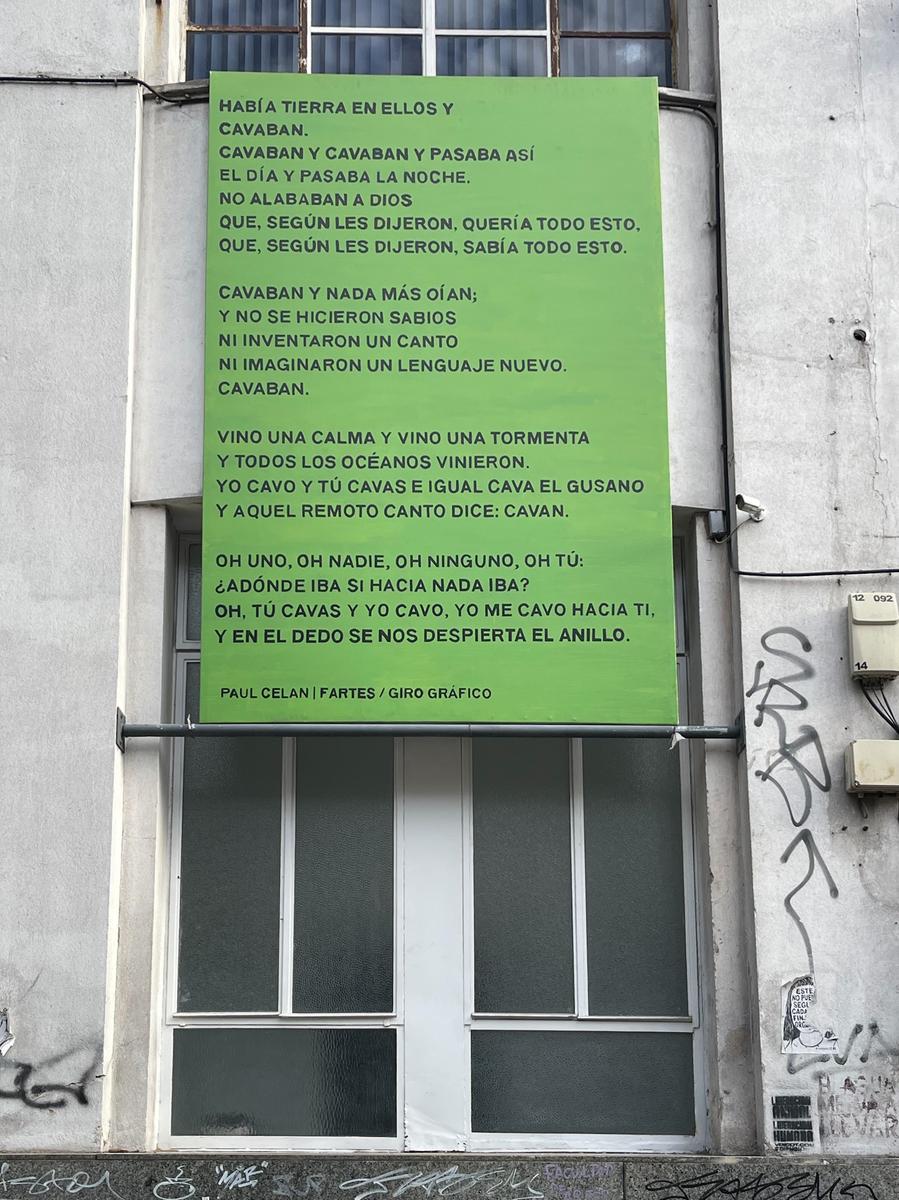 HABÍA TIERRA EN ELLOS Y
CAVABAN.
CAVABAN Y CAVABAN Y PASABA ASÍ
EL DÍA Y PASABA LA NOCHE.
NO ALABABAN A DIOS
QUE, SEGÚN LES DIJERON, QUERÍA TODO ESTO,
QUE, SEGÚN LES DIJERON, SABÍA TODO ESTO.
CAVABAN Y NADA MÁS OÍAN;
Y NO SE HICIERON SABIOS
NI INVENTARON UN CANTO
NI IMAGINARON UN LENGUAJE NUEVO.
CAVABAN.
VINO UNA CALMA Y VINO UNA TORMENTA
Y TODOS LOS OCÉANOS VINIERON.
YO CAVO Y TÚ CAVAS E IGUAL CAVA EL GUSANO
Y AQUEL REMOTO CANTO DICE: CAVAN.
OH UNO, OH NADIE, OH NINGUNO, OH TÚ:
¿ADÓNDE IBA SI HACIA NADA IBA?
OH, TÚ CAVAS Y YO CAVO, YO ME CAVO HACIA TI,
Y EN EL DEDO SE NOS DESPIERTA EL ANILLO.
PAUL CELAN | FARTES / GIRO GRÁFICO
12 092
14
ESTE